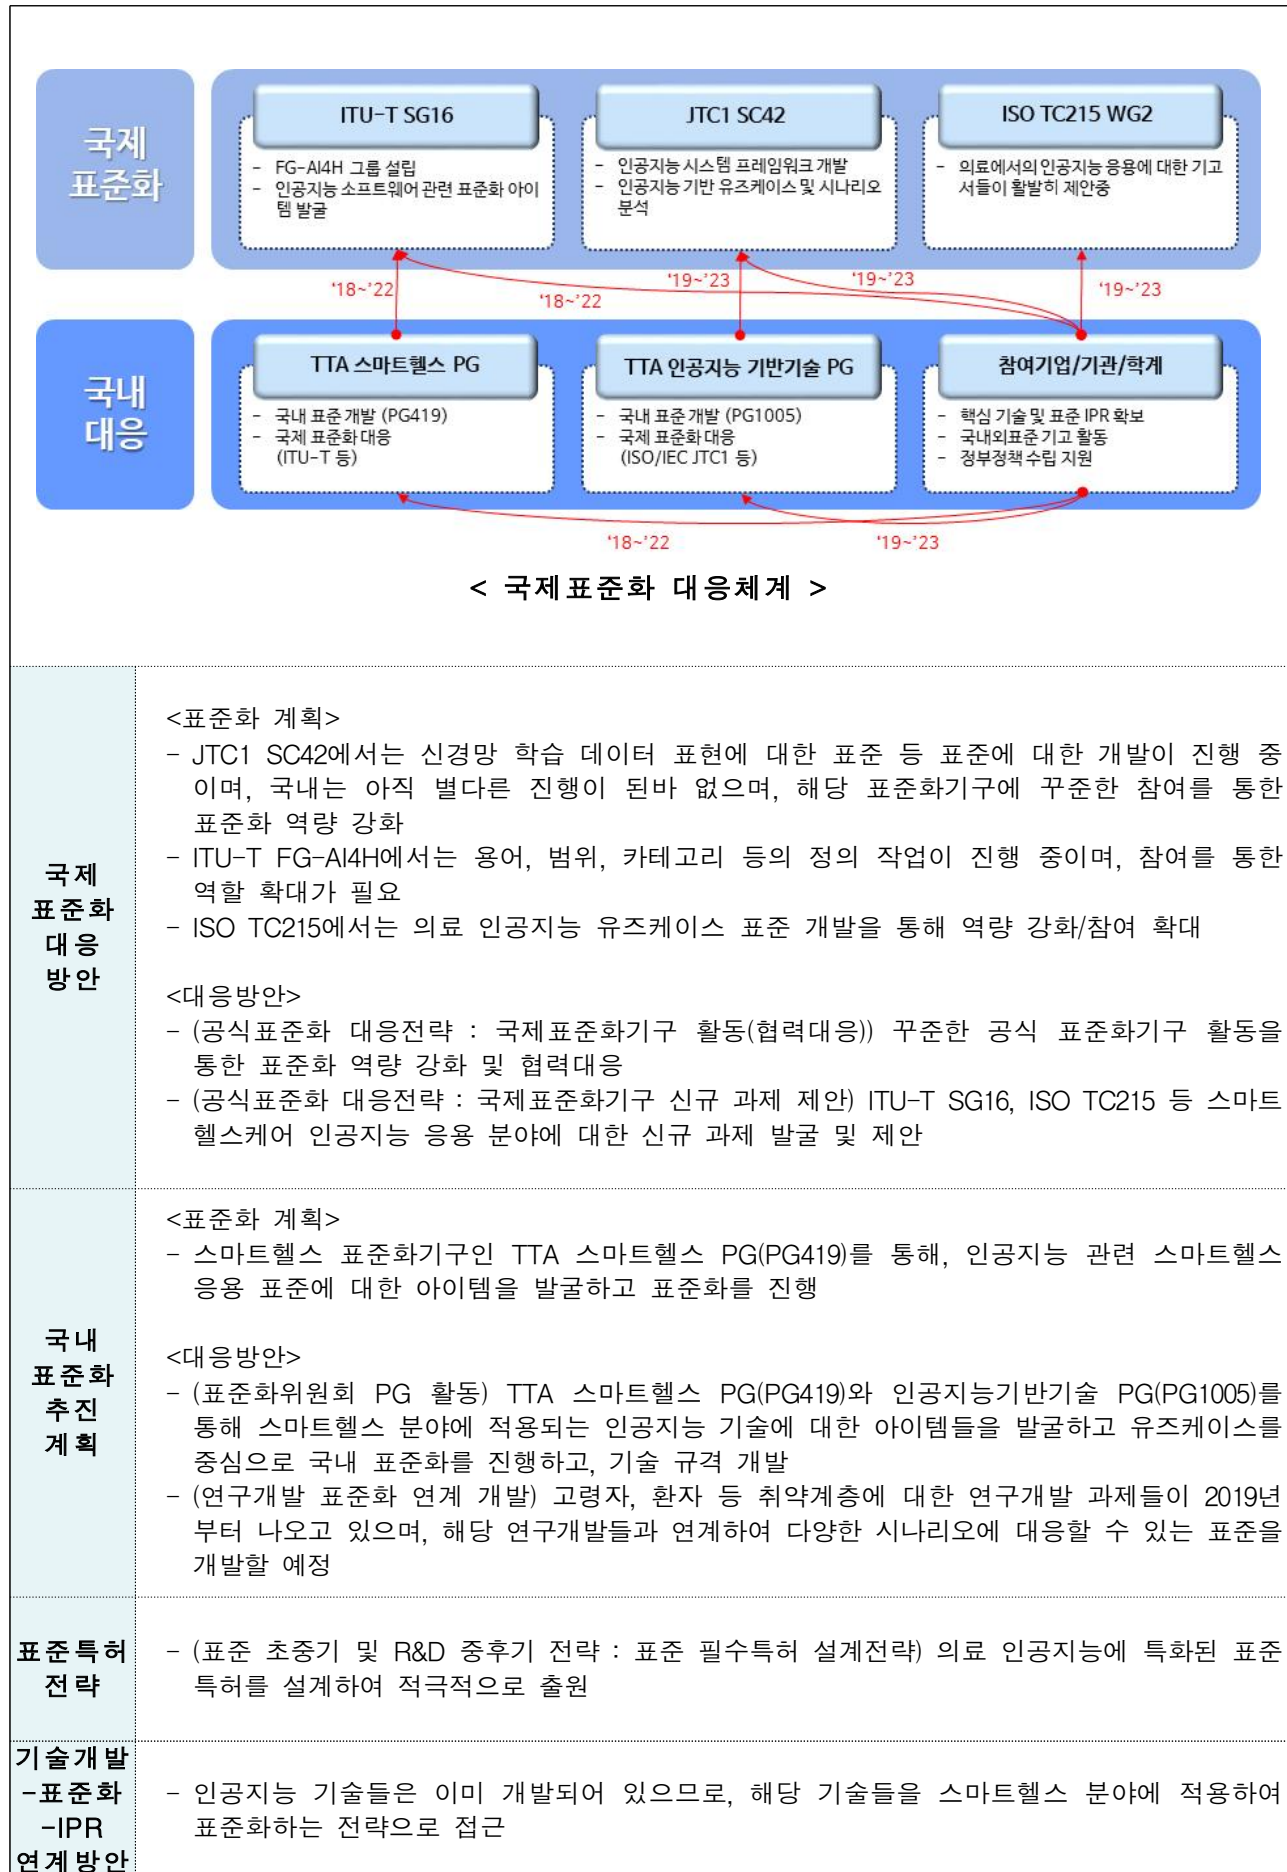 국제
표준화
ITU-T SG16
- FG-AI4H 그룹 설립
- 인공지능 소프트웨어 관련 표준화 아이
템 발굴
JTC1 SC42
- 인공지능 시스템 프레임워크 개발
- 인공지능 기반 유즈케이스 및 시나리오
분석
ISO TC215 WG2
- 의료에서의 인공지능 응용에 대한 기고
서들이 활발히 제안중
‘18~’22
‘18~’22
‘19~’23
‘19~’23
‘19~’23
국내
대응
TTA 스마트헬스 PG
- 국내 표준 개발 (PG419)
- 국제 표준화 대응
(ITU-T 등)
TTA 인공지능 기반기술 PG
- 국내 표준 개발 (PG1005)
- 국제 표준화 대응
(ISO/IEC JTC1 등)
참여기업/기관/학계
- 핵심 기술 및 표준 IPR 확보
- 국내외표준 기고 활동
- 정부정책 수립 지원
‘18~’22
‘19~’23
< 국제표준화 대응체계 >
국제
표준화
대응
방안
<표준화 계획>
- JTC1 SC42에서는 신경망 학습 데이터 표현에 대한 표준 등 표준에 대한 개발이 진행 중
이며, 국내는 아직 별다른 진행이 된바 없으며, 해당 표준화기구에 꾸준한 참여를 통한
표준화 역량 강화
- ITU-T FG-AI4H에서는 용어, 범위, 카테고리 등의 정의 작업이 진행 중이며, 참여를 통한
역할 확대가 필요
- ISO TC215에서는 의료 인공지능 유즈케이스 표준 개발을 통해 역량 강화/참여 확대
<대응방안>
- (공식표준화 대응전략 : 국제표준화기구 활동(협력대응)) 꾸준한 공식 표준화기구 활동을
통한 표준화 역량 강화 및 협력대응
- (공식표준화 대응전략 : 국제표준화기구 신규 과제 제안) ITU-T SG16, ISO TC215 등 스마트
헬스케어 인공지능 응용 분야에 대한 신규 과제 발굴 및 제안
국내
표준화
추진
계획
<표준화 계획>
- 스마트헬스 표준화기구인 TTA 스마트헬스 PG(PG419)를 통해, 인공지능 관련 스마트헬스
응용 표준에 대한 아이템을 발굴하고 표준화를 진행
<대응방안>
- (표준화위원회 PG 활동) TTA 스마트헬스 PG(PG419)와 인공지능기반기술 PG(PG1005)를
통해 스마트헬스 분야에 적용되는 인공지능 기술에 대한 아이템들을 발굴하고 유즈케이스를
중심으로 국내 표준화를 진행하고, 기술 규격 개발
- (연구개발 표준화 연계 개발) 고령자, 환자 등 취약계층에 대한 연구개발 과제들이 2019년
부터 나오고 있으며, 해당 연구개발들과 연계하여 다양한 시나리오에 대응할 수 있는 표준을
개발할 예정
표준특허
전략
- (표준 초중기 및 R&D 중후기 전략 : 표준 필수특허 설계전략) 의료 인공지능에 특화된 표준
특허를 설계하여 적극적으로 출원
기술개발
-표준화
-IPR
연계방안
- 인공지능 기술들은 이미 개발되어 있으므로, 해당 기술들을 스마트헬스 분야에 적용하여
표준화하는 전략으로 접근